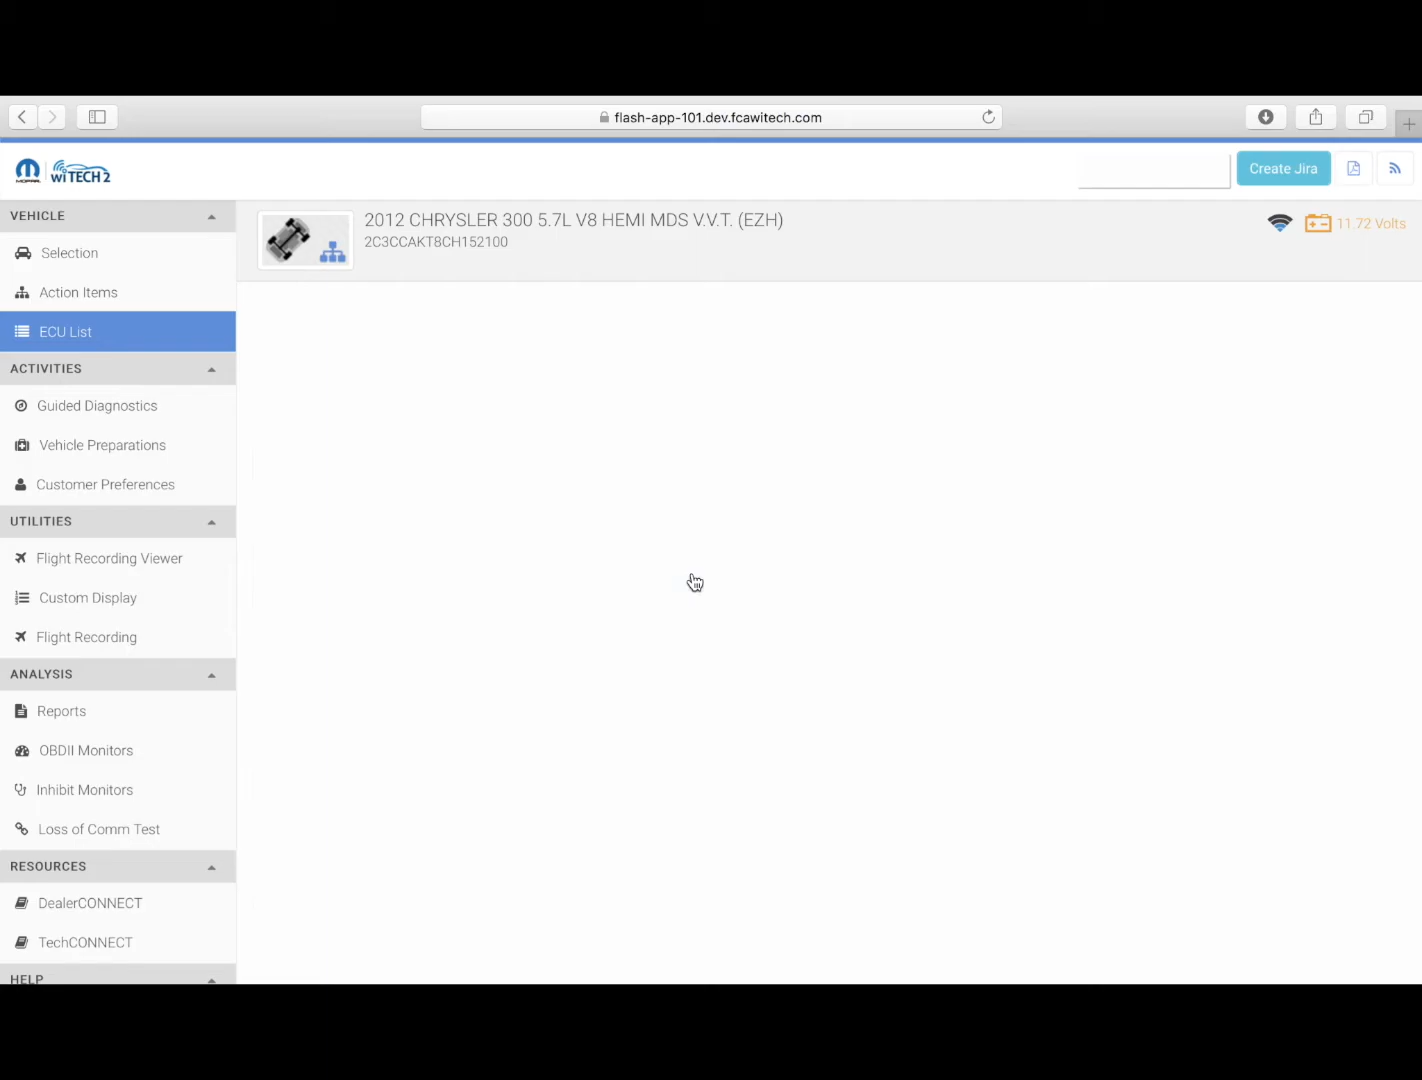 flash-app-101.dev.fcawitech.com
MOPAR
wiTECH 2
Create Jira
VEHICLE
Selection
Action Items
ECU List
ACTIVITIES
Guided Diagnostics
Vehicle Preparations
Customer Preferences
UTILITIES
Flight Recording Viewer
Custom Display
Flight Recording
ANALYSIS
Reports
OBDII Monitors
Inhibit Monitors
Loss of Comm Test
RESOURCES
DealerCONNECT
TechCONNECT
HELP
2012 CHRYSLER 300 5.7L V8 HEMI MDS V.V.T. (EZH)
2C3CCAKT8CH152100
11.72 Volts